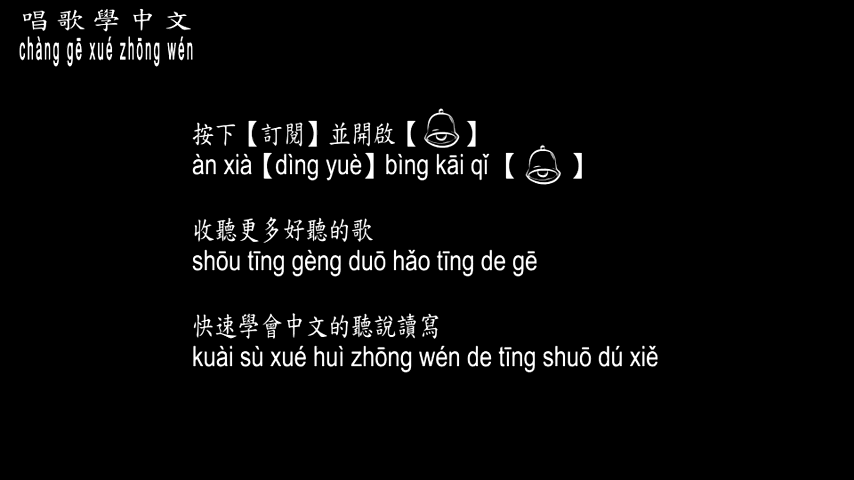 唱歌學中文
chàng gē xué zhōng wén
按下【訂閱】並開啟【】
àn xià【dìng yuè】bìng kāi qǐ【】
收聽更多好聽的歌
shōu tīng gèng duō hǎo tīng de gē
快速學會中文的聽說讀寫
kuài sù xué huì zhōng wén de tīng shuō dú xiě